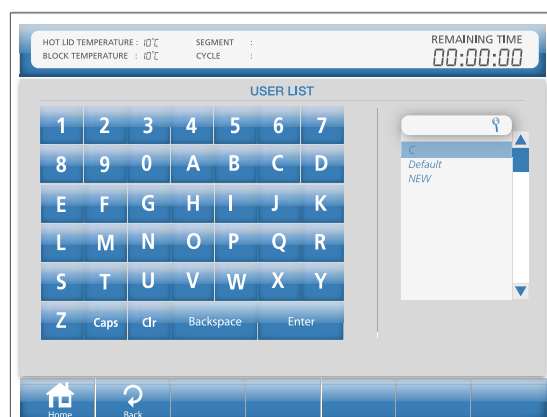 HOT LID TEMPERATURE : 10°C SEGMENT :
BLOCK TEMPERATURE : 10°C CYCLE :
REMAINING TIME
00:00:00
USER LIST
1 2 3 4 5 6 7
8 9 0 A B C D
E F G H I J K
L M N O P Q R
S T U V W X Y
Z Caps Clr Backspace Enter
C
Default
NEW
Home Back